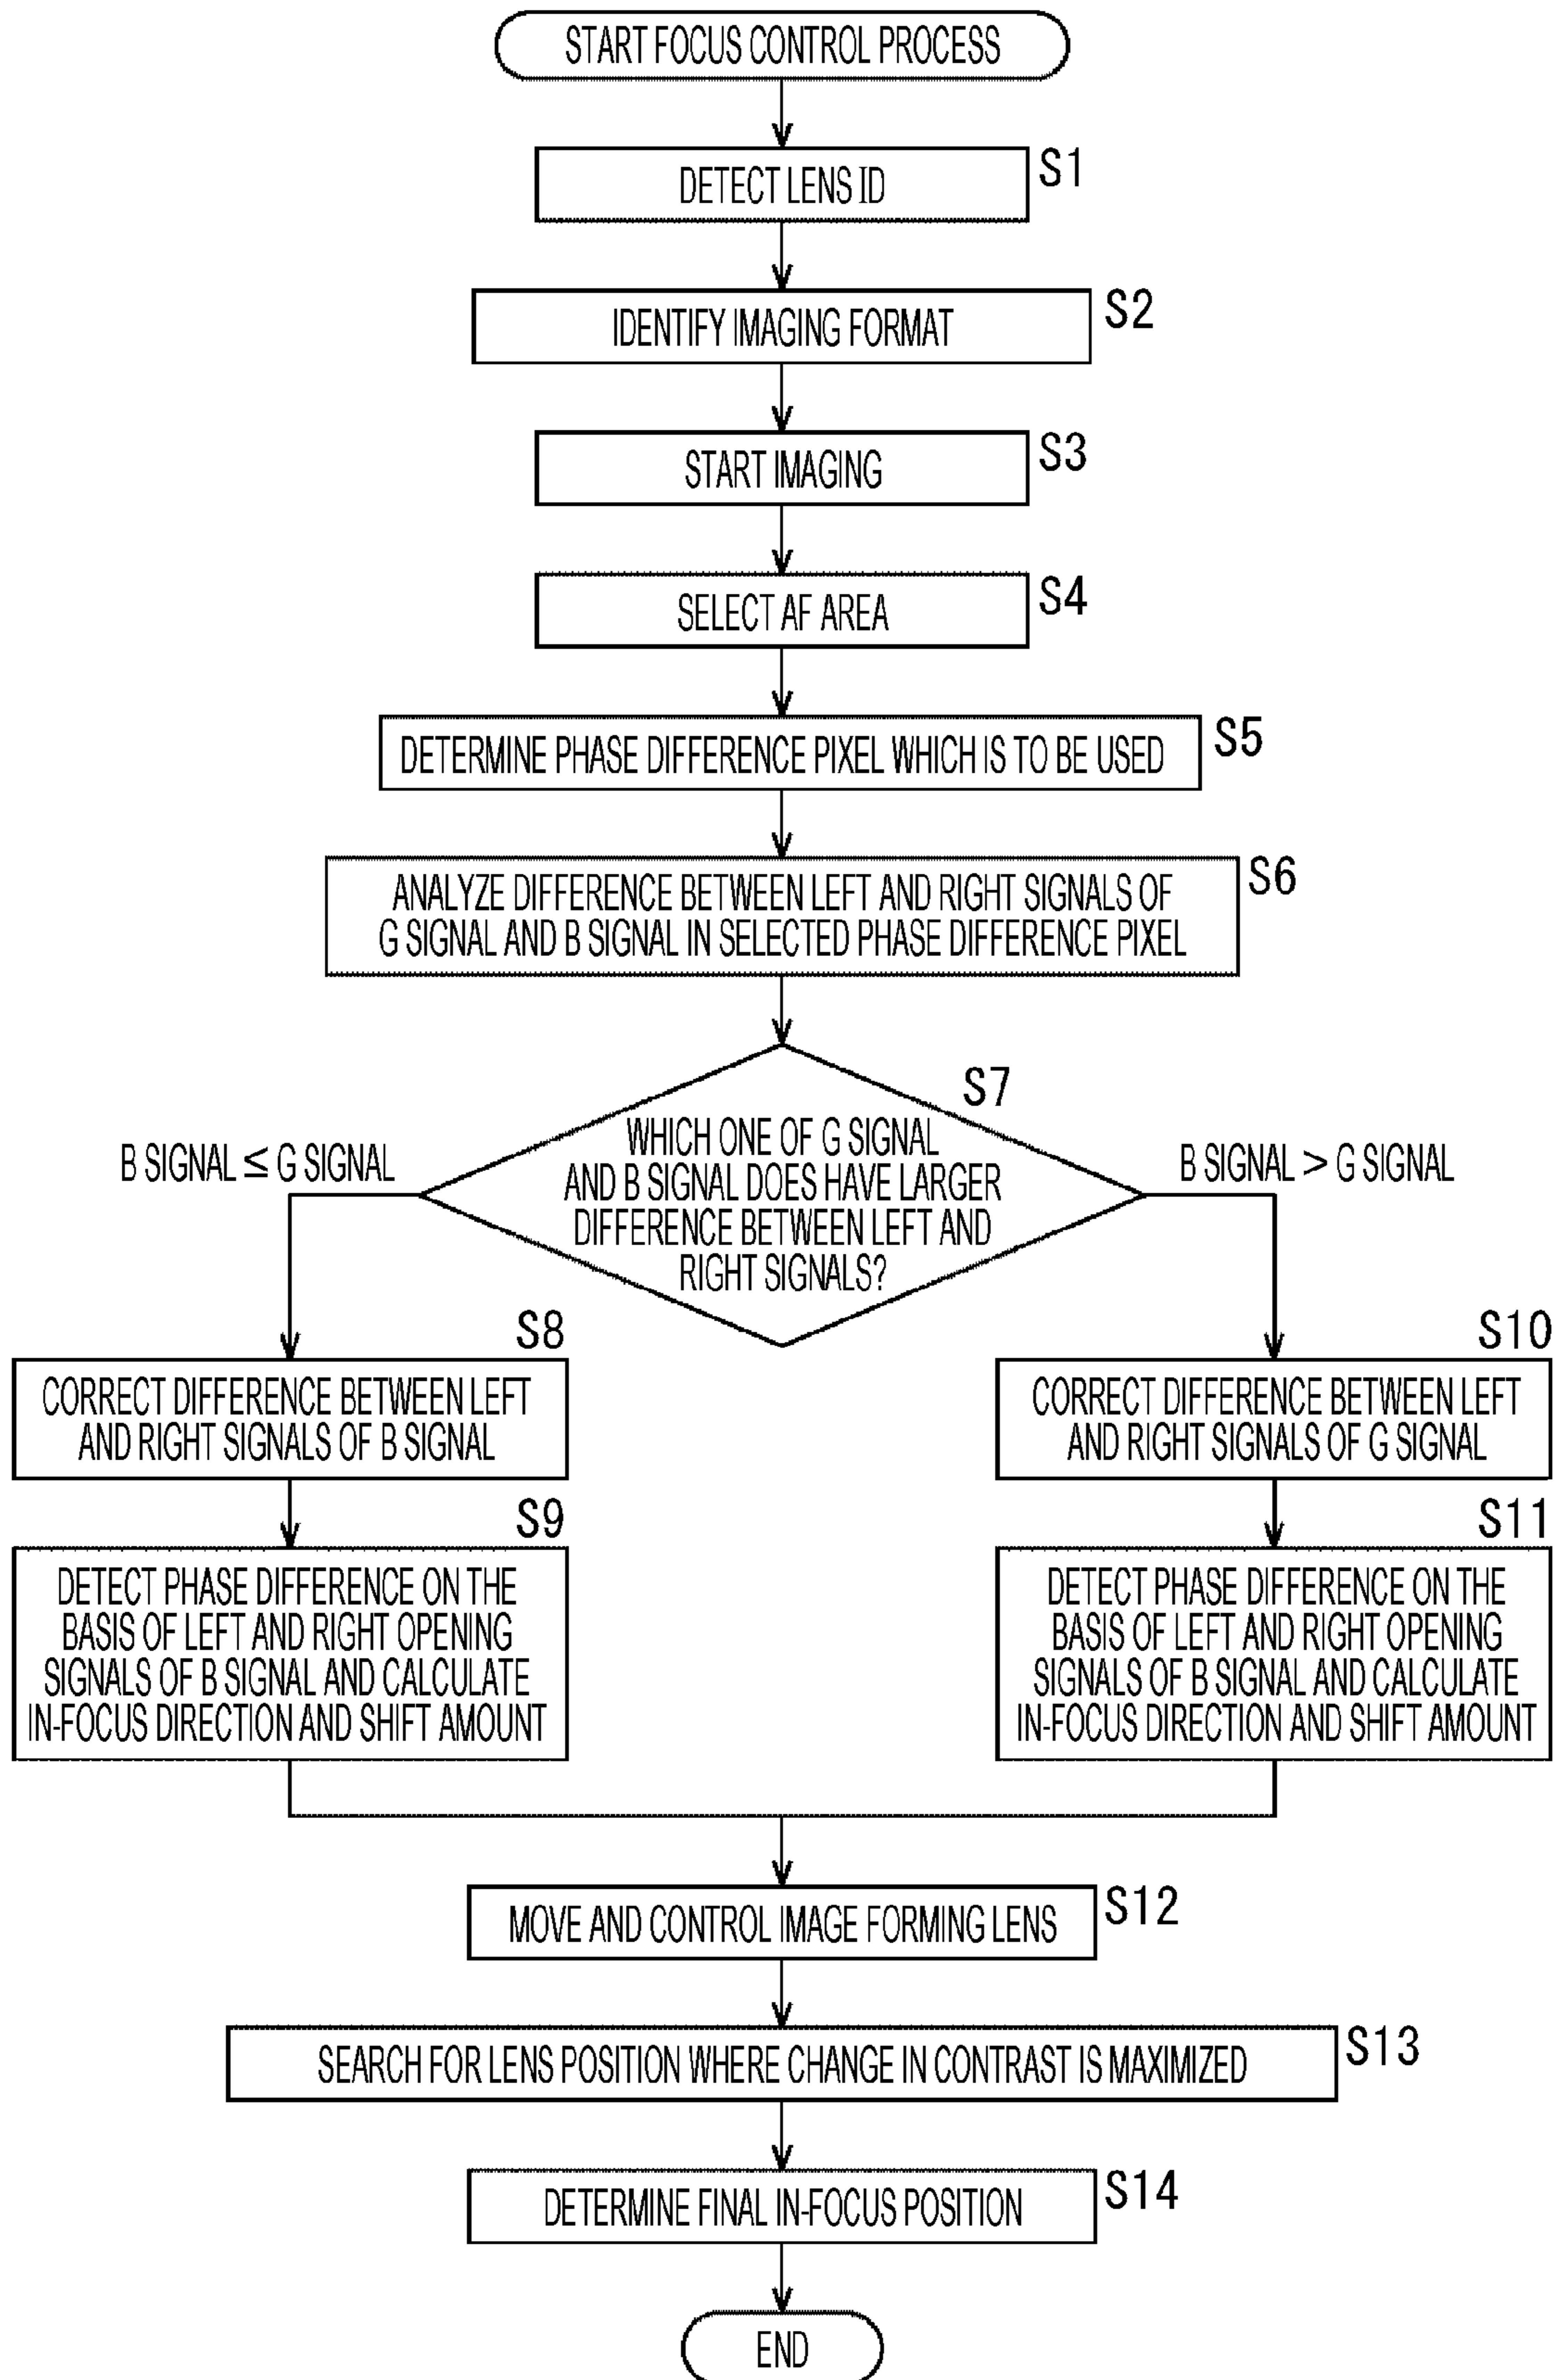 START FOCUS CONTROL PROCESS
DETECT LENS ID
S1
IDENTIFY IMAGING FORMAT
S2
START IMAGING
S3
SELECT AF AREA
S4
DETERMINE PHASE DIFFERENCE PIXEL WHICH IS TO BE USED
S5
ANALYZE DIFFERENCE BETWEEN LEFT AND RIGHT SIGNALS OF
G SIGNAL AND B SIGNAL IN SELECTED PHASE DIFFERENCE PIXEL
S6
S7
WHICH ONE OF G SIGNAL
AND B SIGNAL DOES HAVE LARGER
DIFFERENCE BETWEEN LEFT AND
RIGHT SIGNALS?
B SIGNAL ≤ G SIGNAL
B SIGNAL > G SIGNAL
S8
CORRECT DIFFERENCE BETWEEN LEFT
AND RIGHT SIGNALS OF B SIGNAL
S9
DETECT PHASE DIFFERENCE ON THE
BASIS OF LEFT AND RIGHT OPENING
SIGNALS OF B SIGNAL AND CALCULATE
IN-FOCUS DIRECTION AND SHIFT AMOUNT
S10
CORRECT DIFFERENCE BETWEEN LEFT
AND RIGHT SIGNALS OF G SIGNAL
S11
DETECT PHASE DIFFERENCE ON THE
BASIS OF LEFT AND RIGHT OPENING
SIGNALS OF B SIGNAL AND CALCULATE
IN-FOCUS DIRECTION AND SHIFT AMOUNT
MOVE AND CONTROL IMAGE FORMING LENS
S12
SEARCH FOR LENS POSITION WHERE CHANGE IN CONTRAST IS MAXIMIZED
S13
DETERMINE FINAL IN-FOCUS POSITION
S14
END